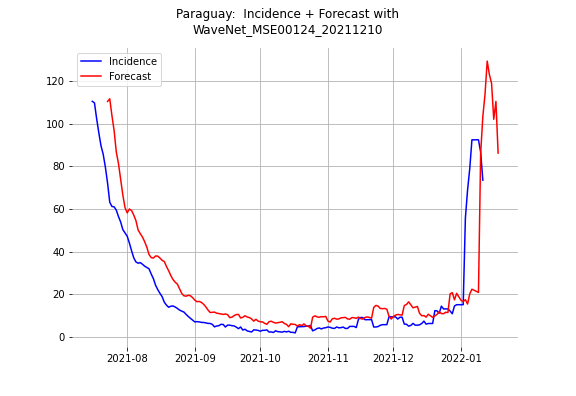 Paraguay:  Incidence + Forecast with
WaveNet_MSE00124_20211210
Incidence
Forecast
120
100
80
60
40
20
0
2021-08 2021-09 2021-10 2021-11 2021-12 2022-01